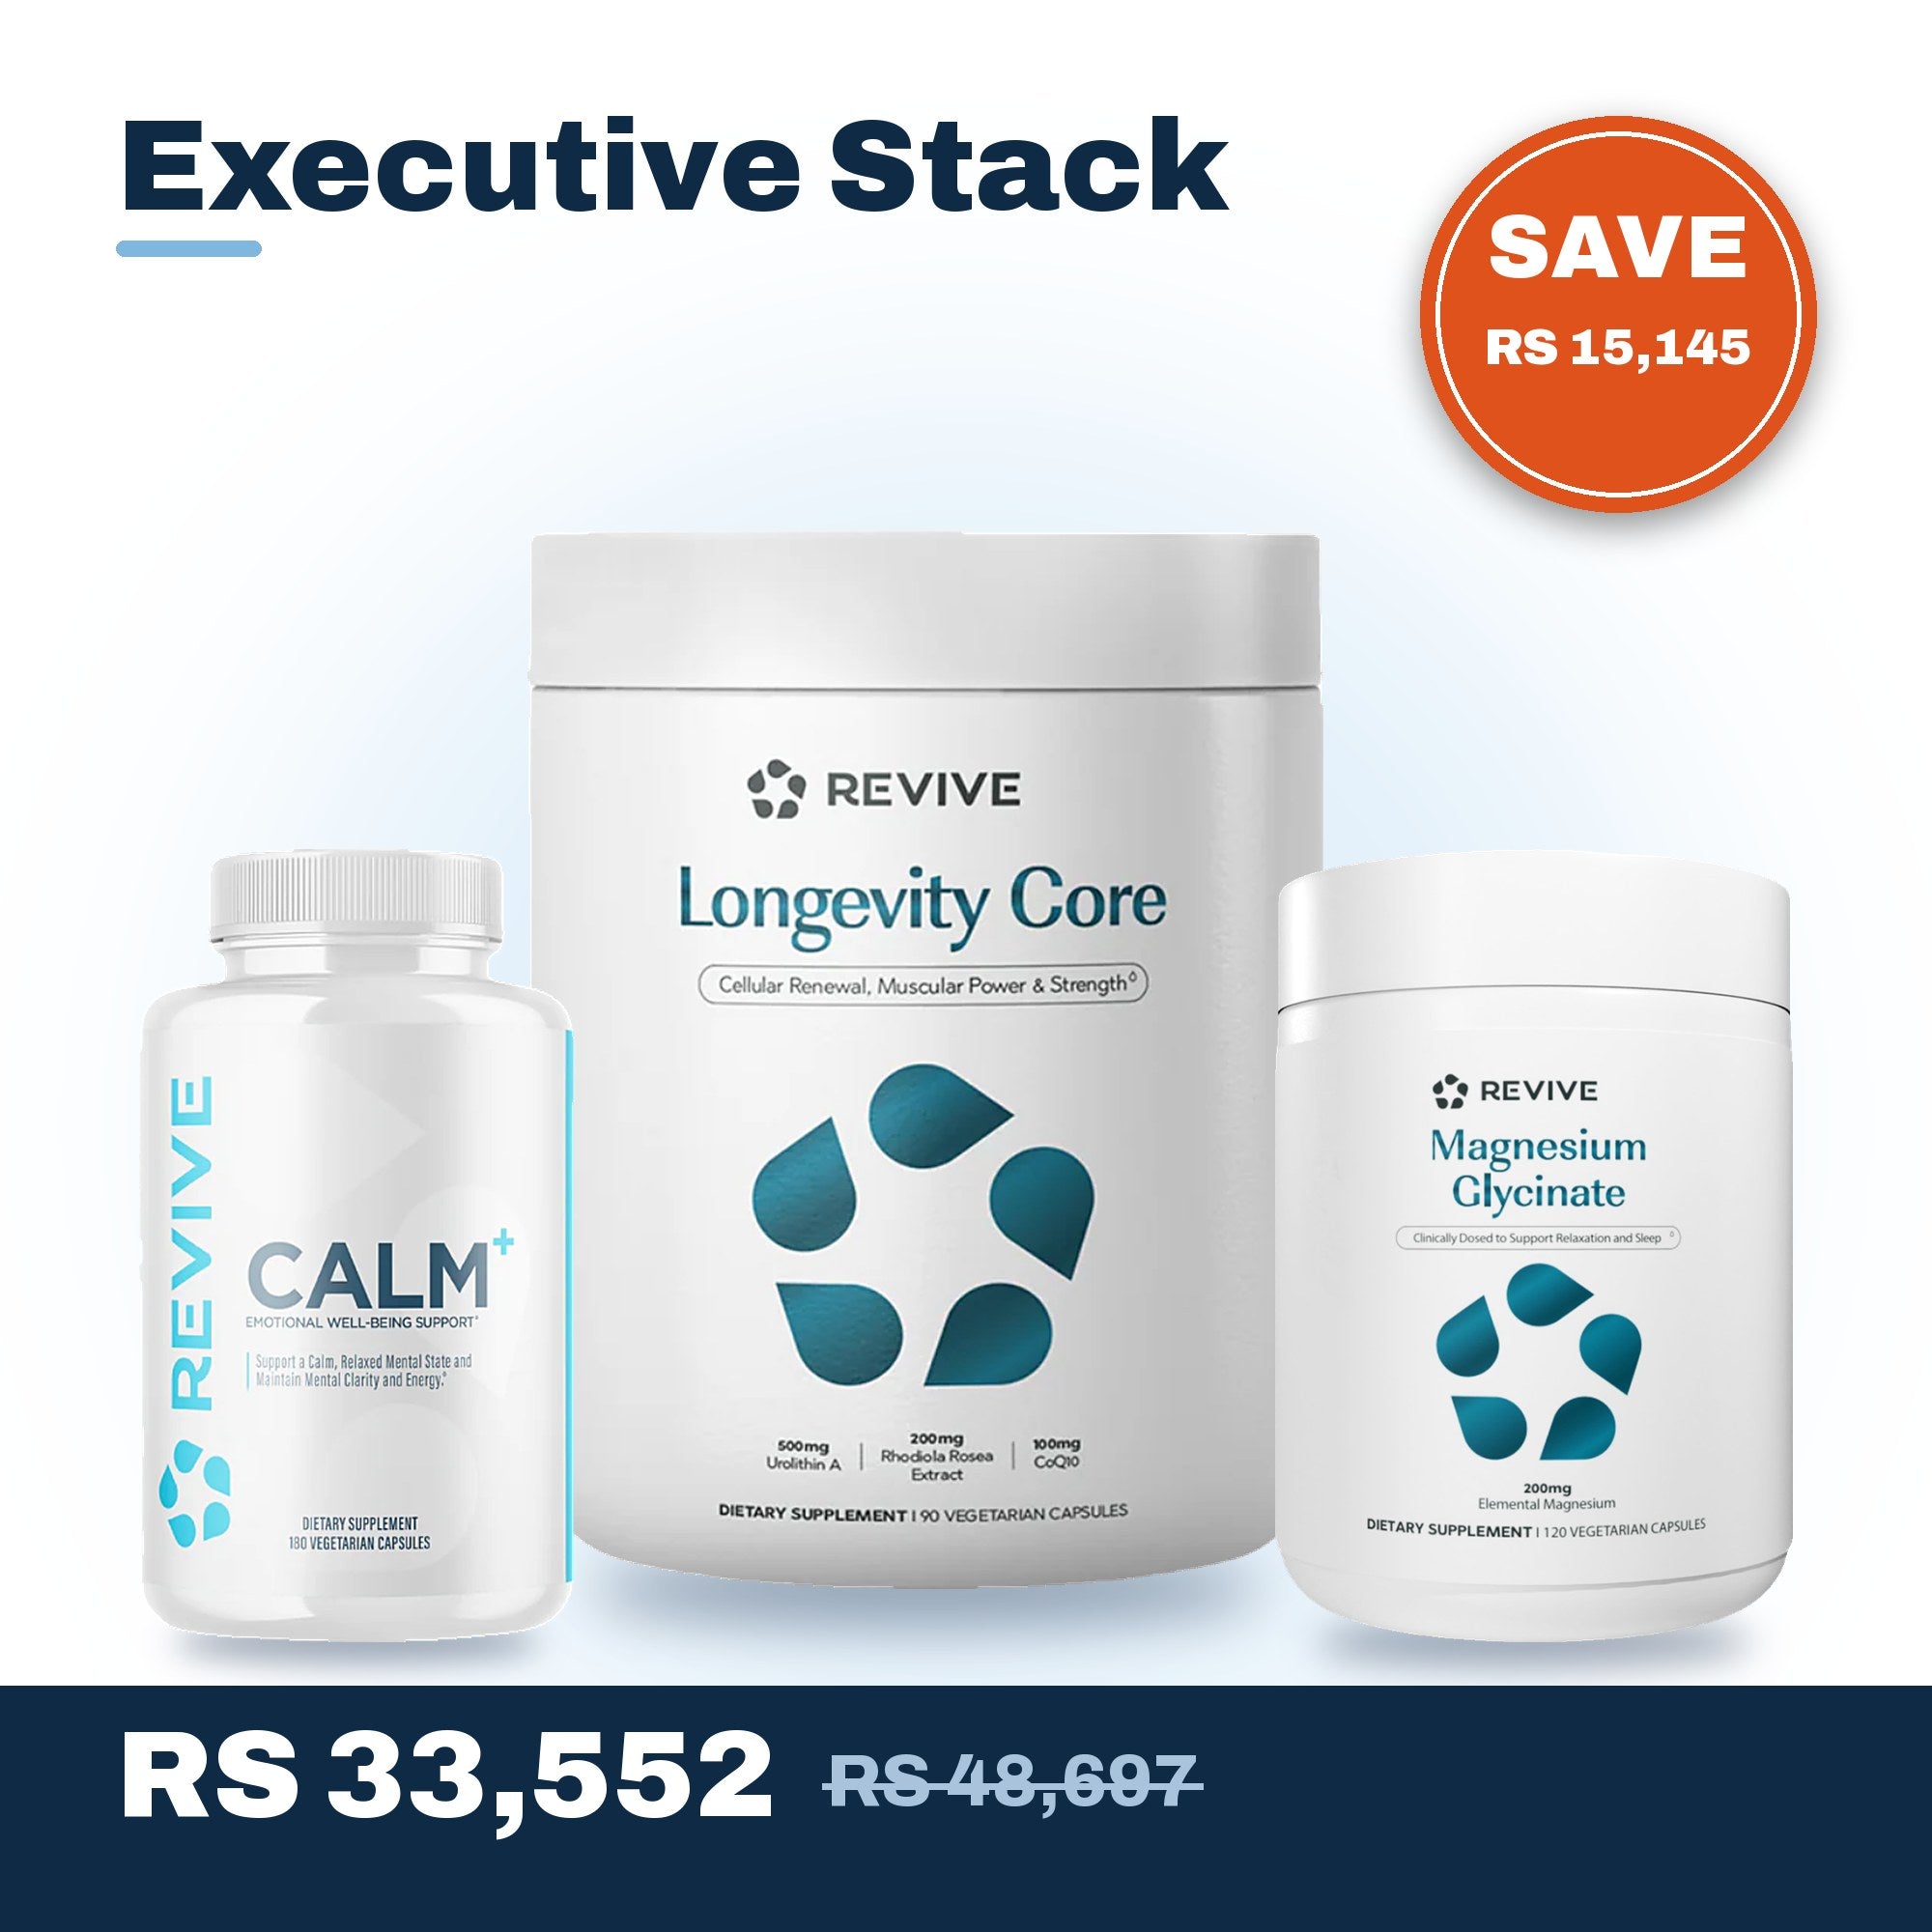 Executive Stack
SAVE
RS 15,145
REVIVE
Longevity Core
Cellular Renewal, Muscular Power & Strength◊
500mg
Urolithin A
200mg
Rhodiola Rosea
Extract
100mg
CoQ10
DIETARY SUPPLEMENT | 90 VEGETARIAN CAPSULES
REVIVE
CALM+
EMOTIONAL WELL-BEING SUPPORT◊
Support a Calm, Relaxed Mental State and
Maintain Mental Clarity and Energy.◊
DIETARY SUPPLEMENT
180 VEGETARIAN CAPSULES
REVIVE
Magnesium
Glycinate
Clinically Dosed to Support Relaxation and Sleep ◊
200mg
Elemental Magnesium
DIETARY SUPPLEMENT | 120 VEGETARIAN CAPSULES
RS 33,552 RS 48,697